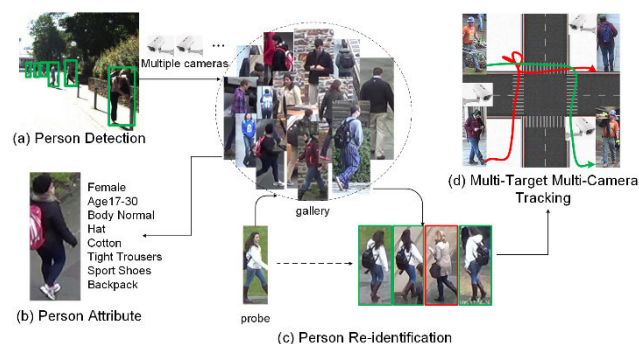 Multiple cameras
...
(a) Person Detection
Female
Age17-30
Body Normal
Hat
Cotton
Tight Trousers
Sport Shoes
Backpack
(b) Person Attribute
gallery
probe
(c) Person Re-identification
(d) Multi-Target Multi-Camera
Tracking